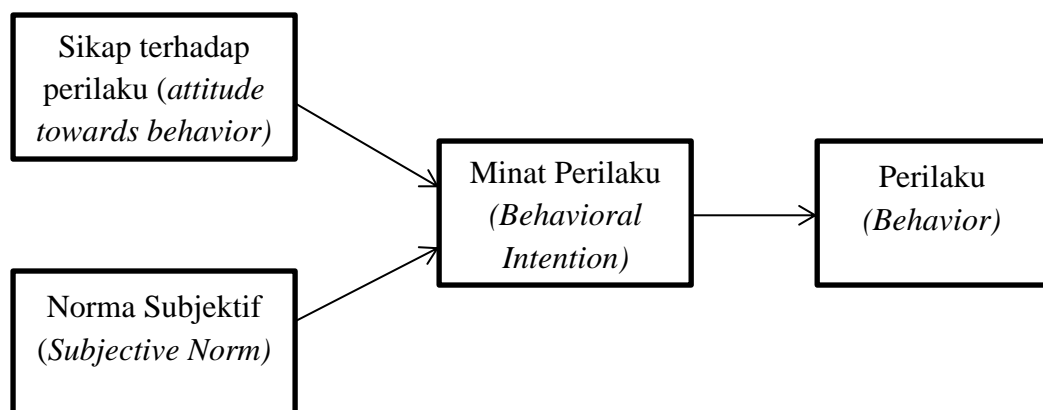 Sikap terhadap
perilaku (attitude
towards behavior)
Norma Subjektif
(Subjective Norm)
Minat Perilaku
(Behavioral
Intention)
Perilaku
(Behavior)